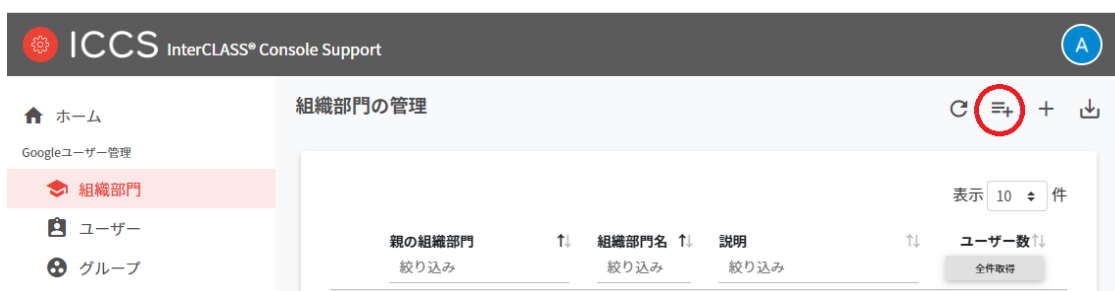 ICCS InterCLASS® Console Support
A
ホーム
組織部門の管理
Googleユーザー管理
組織部門
ユーザー
グループ
表示 10 件
親の組織部門 組織部門名 説明 ユーザー数
絞り込み 絞り込み 絞り込み 全件取得